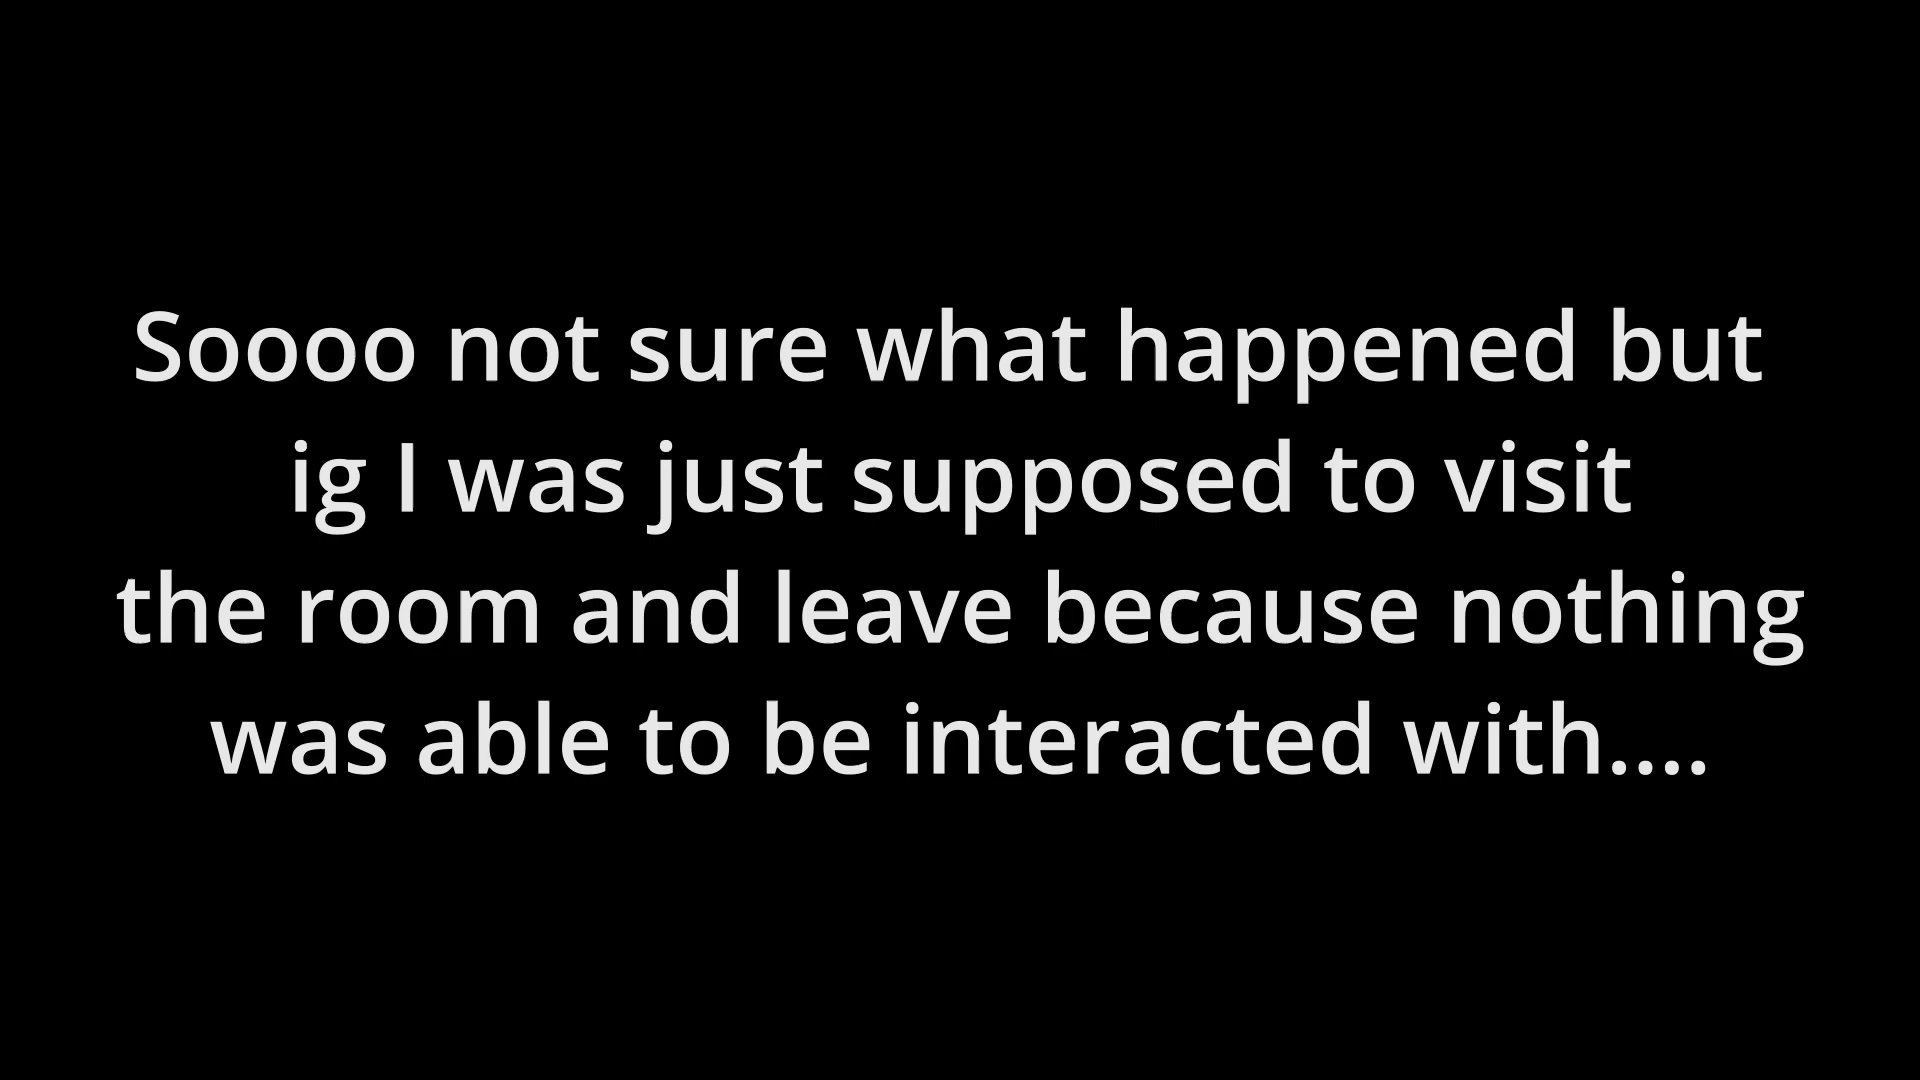 Soooo not sure what happened but
ig I was just supposed to visit
the room and leave because nothing
was able to be interacted with....